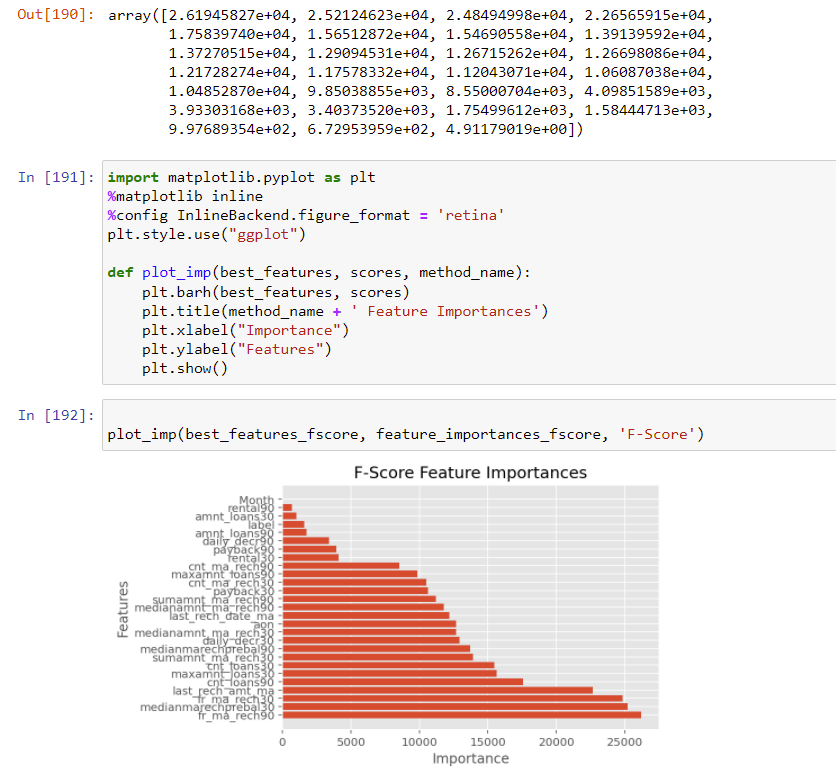 Out[190]: array([2.61945827e+04, 2.52124623e+04, 2.48494998e+04, 2.26565915e+04,
1.75839740e+04, 1.56512872e+04, 1.54690558e+04, 1.39139592e+04,
1.37270515e+04, 1.29094531e+04, 1.26715262e+04, 1.26698086e+04,
1.21728274e+04, 1.17578332e+04, 1.12043071e+04, 1.06087038e+04,
1.04852870e+04, 9.85038855e+03, 8.55000704e+03, 4.09851589e+03,
3.93303168e+03, 3.40373520e+03, 1.75499612e+03, 1.58444713e+03,
9.97689354e+02, 6.72953959e+02, 4.91179019e+00])
In [191]: import matplotlib.pyplot as plt
%matplotlib inline
%config InlineBackend.figure_format = 'retina'
plt.style.use("ggplot")
def plot_imp(best_features, scores, method_name):
plt.barh(best_features, scores)
plt.title(method_name + ' Feature Importances')
plt.xlabel("Importance")
plt.ylabel("Features")
plt.show()
In [192]:
plot_imp(best_features_fscore, feature_importances_fscore, 'F-Score')
F-Score Feature Importances
Month
rental90
amnt_loans30
label
amnt_loans90
daily_decr90
payback90
rental30
cnt_ma_rech90
maxamnt_loans90
cnt_ma_rech30
payback30
sumamnt_ma_rech90
medianamnt_ma_rech90
last_rech_date_ma
aon
medianamnt_ma_rech30
daily_decr30
medianmarechprebal90
sumamnt_ma_rech30
cnt_loans30
maxamnt_loans30
cnt_loans90
last_rech_amt_ma
fr_ma_rech30
medianmarechprebal30
fr_ma_rech90
Features
0 5000 10000 15000 20000 25000
Importance